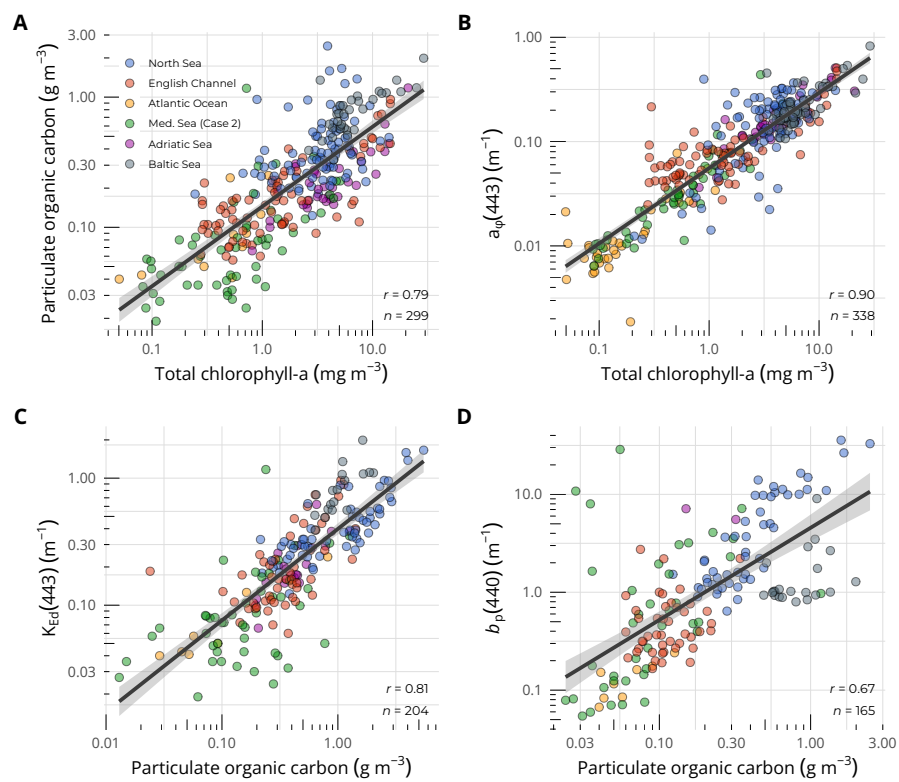 A
3.00
1.00
0.30
0.10
0.03
Particulate organic carbon (g m⁻³)
North Sea
English Channel
Atlantic Ocean
Med. Sea (Case 2)
Adriatic Sea
Baltic Sea
r = 0.79
n = 299
0.1 1.0 10.0
Total chlorophyll-a (mg m⁻³)
B
1.00
0.10
0.01
aφ(443) (m⁻¹)
r = 0.90
n = 338
0.1 1.0 10.0
Total chlorophyll-a (mg m⁻³)
C
1.00
0.30
0.10
0.03
KEd(443) (m⁻¹)
r = 0.81
n = 204
0.01 0.10 1.00
Particulate organic carbon (g m⁻³)
D
10.0
1.0
0.1
bp(440) (m⁻¹)
r = 0.67
n = 165
0.03 0.10 0.30 1.00 3.00
Particulate organic carbon (g m⁻³)